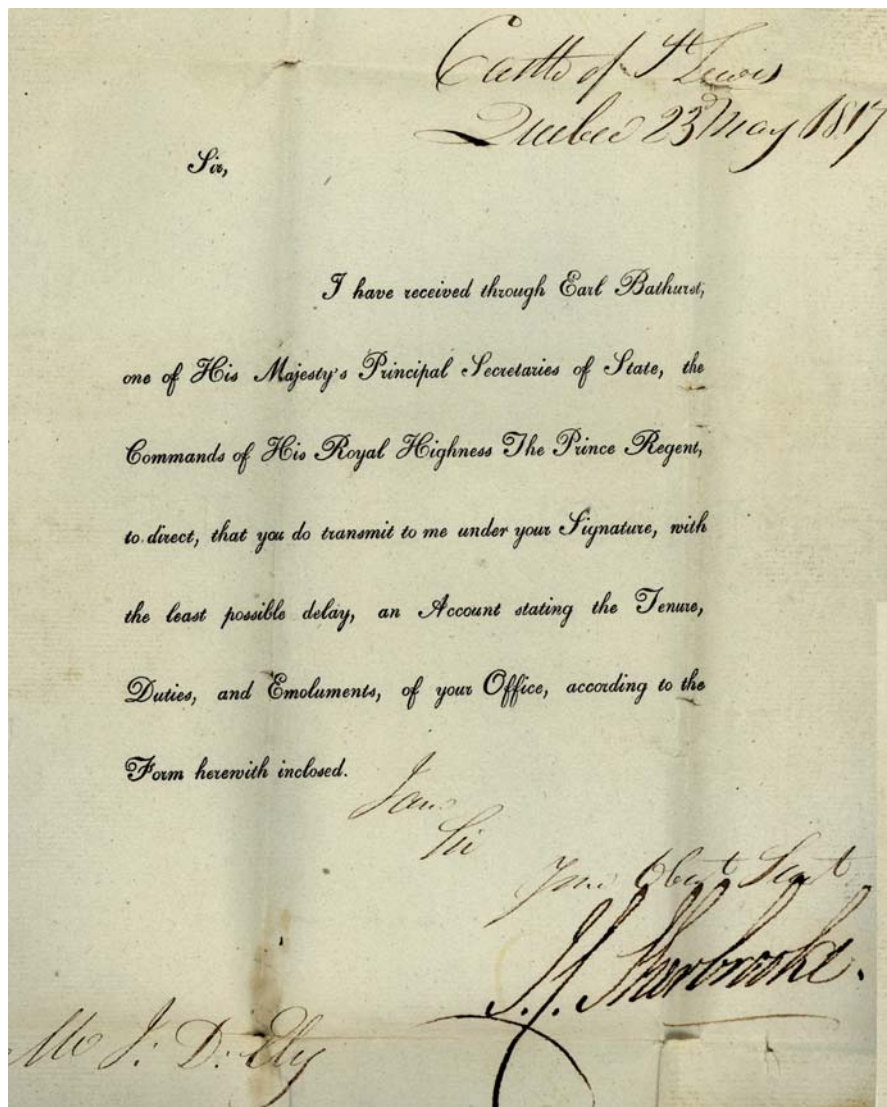 Castle of St Lewis
Quebec 23 May 1817
Sir,
I have received through Earl Bathurst,
one of His Majesty's Principal Secretaries of State, the
Commands of His Royal Highness The Prince Regent,
to direct, that you do transmit to me under your Signature, with
the least possible delay, an Account stating the Tenure,
Duties, and Emoluments, of your Office, according to the
Form herewith inclosed.
I am
Sir
Your Obedt Servt
J. C. Sherbrooke.
Mr J: D: